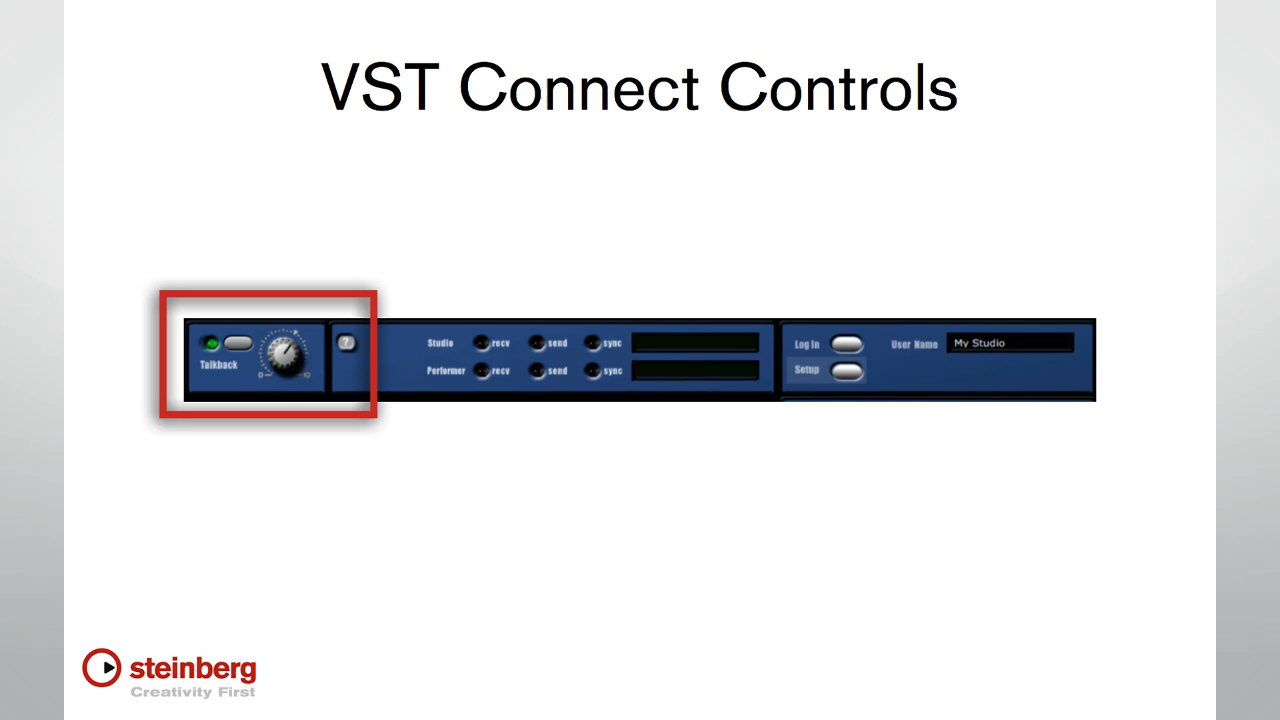 VST Connect Controls
Talkback
0 10
?
Studio recv send sync
Performer recv send sync
Log In User Name My Studio
Setup
steinberg
Creativity First